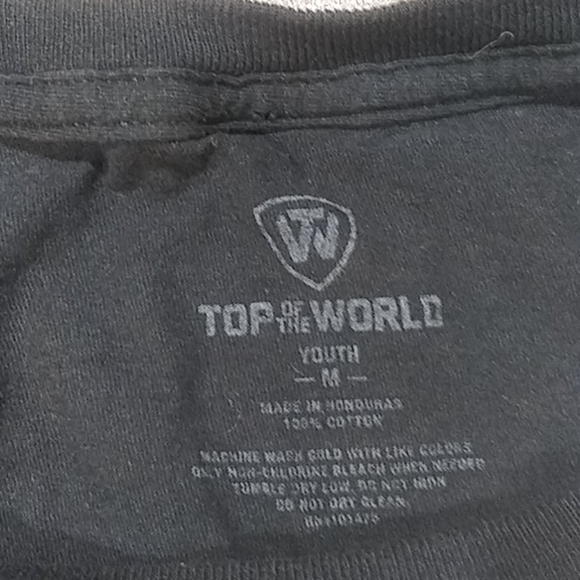 TW
TOP OF THE WORLD
YOUTH
— M —
MADE IN HONDURAS
100% COTTON
MACHINE WASH COLD WITH LIKE COLORS
ONLY NON-CHLORINE BLEACH WHEN NEEDED
TUMBLE DRY LOW. DO NOT IRON
DO NOT DRY CLEAN.